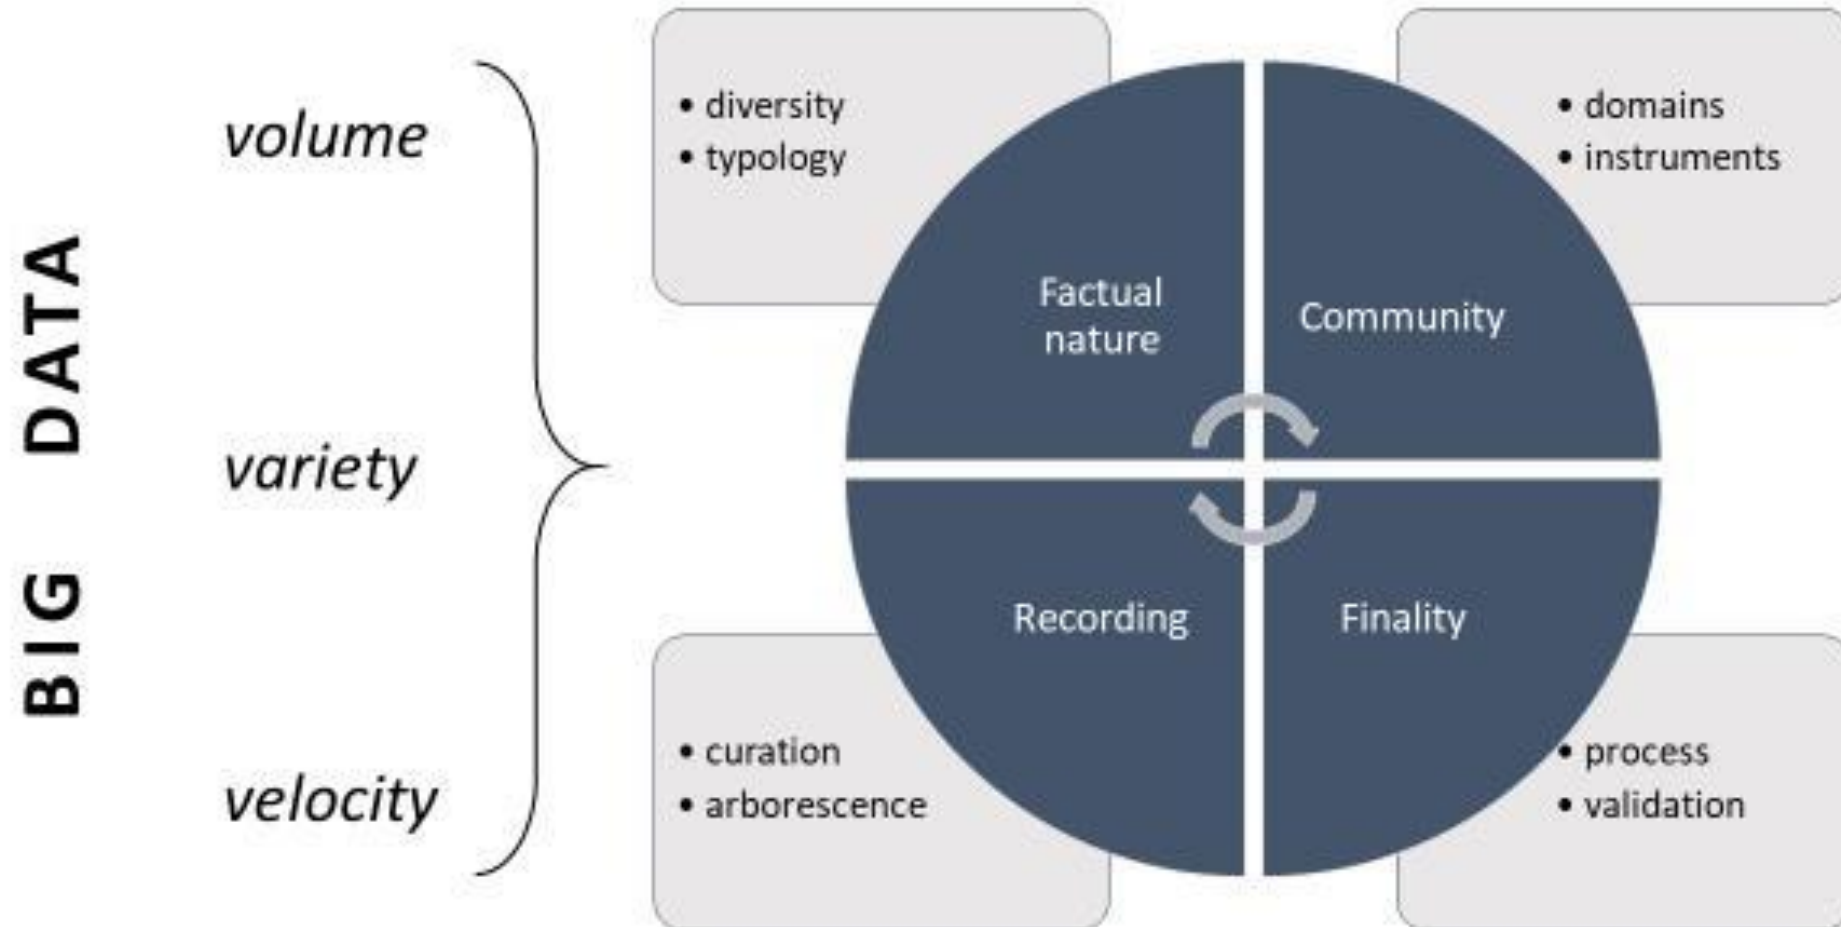 BIG DATA
volume
variety
velocity
• diversity
• typology
• domains
• instruments
Factual
nature
Community
Recording
Finality
• curation
• arborescence
• process
• validation